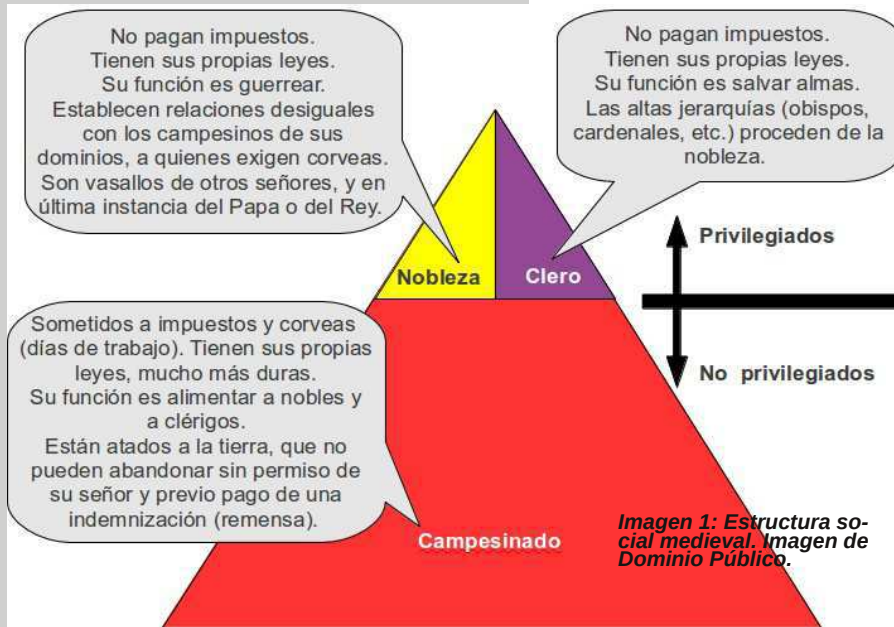 No pagan impuestos.
Tienen sus propias leyes.
Su función es guerrear.
Establecen relaciones desiguales
con los campesinos de sus
dominios, a quienes exigen corveas.
Son vasallos de otros señores, y en
última instancia del Papa o del Rey.
No pagan impuestos.
Tienen sus propias leyes.
Su función es salvar almas.
Las altas jerarquías (obispos,
cardenales, etc.) proceden de la
nobleza.
Nobleza
Clero
Privilegiados
No privilegiados
Sometidos a impuestos y corveas
(días de trabajo). Tienen sus propias
leyes, mucho más duras.
Su función es alimentar a nobles y
a clérigos.
Están atados a la tierra, que no
pueden abandonar sin permiso de
su señor y previo pago de una
indemnización (remensa).
Campesinado
Imagen 1: Estructura so-
cial medieval. Imagen de
Dominio Público.